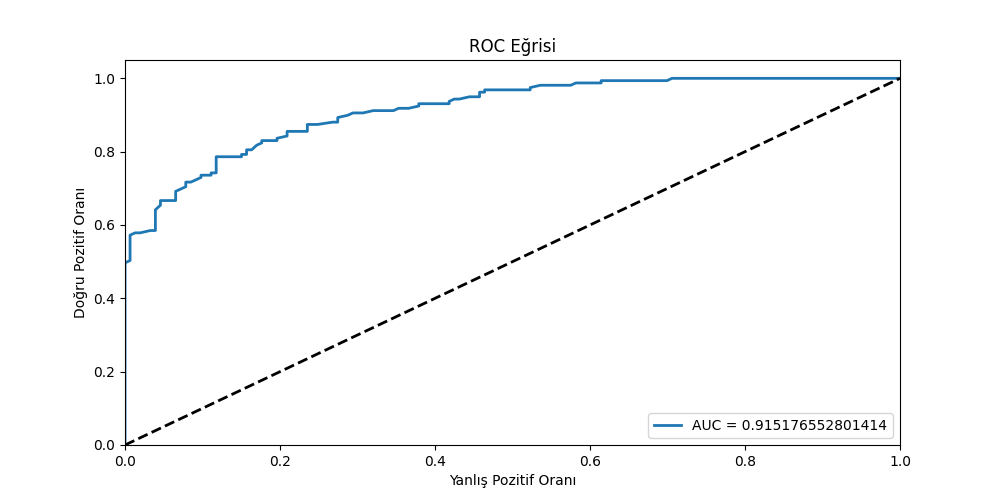 ROC Eğrisi
1.0
0.8
0.6
0.4
0.2
0.0
Doğru Pozitif Oranı
AUC = 0.915176552801414
0.0 0.2 0.4 0.6 0.8 1.0
Yanlış Pozitif Oranı